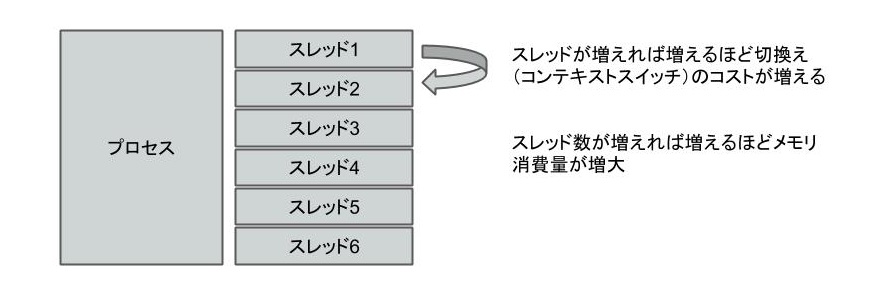 プロセス
スレッド1
スレッド2
スレッド3
スレッド4
スレッド5
スレッド6
スレッドが増えれば増えるほど切換え
（コンテキストスイッチ）のコストが増える
スレッド数が増えれば増えるほどメモリ
消費量が増大